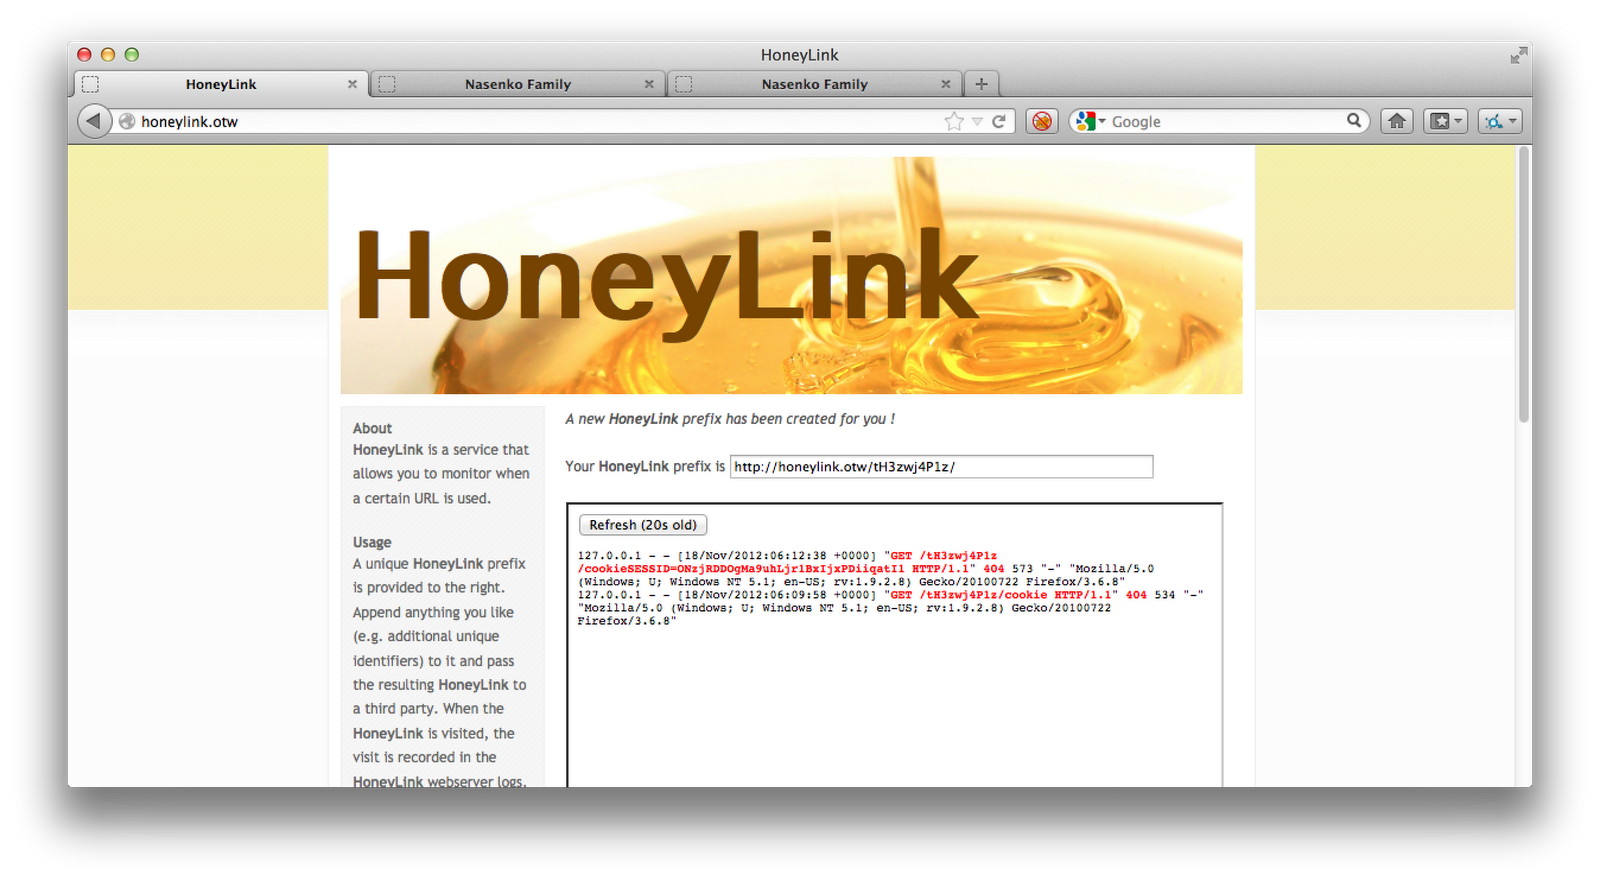 HoneyLink
HoneyLink
Nasenko Family
Nasenko Family
honeylink.otw
Google
HoneyLink
About
HoneyLink is a service that
allows you to monitor when
a certain URL is used.
Usage
A unique HoneyLink prefix
is provided to the right.
Append anything you like
(e.g. additional unique
identifiers) to it and pass
the resulting HoneyLink to
a third party. When the
HoneyLink is visited, the
visit is recorded in the
HoneyLink webserver logs.
A new HoneyLink prefix has been created for you !
Your HoneyLink prefix is http://honeylink.otw/tH3zwj4P1z/
Refresh (20s old)
127.0.0.1 - - [18/Nov/2012:06:12:38 +0000] "GET /tH3zwj4P1z
/cookieSESSID=ONzjRDDOgMa9uhLjr1BxIjxPDiiqatI1 HTTP/1.1" 404 573 "-" "Mozilla/5.0
(Windows; U; Windows NT 5.1; en-US; rv:1.9.2.8) Gecko/20100722 Firefox/3.6.8"
127.0.0.1 - - [18/Nov/2012:06:09:58 +0000] "GET /tH3zwj4P1z/cookie HTTP/1.1" 404 534 "-"
"Mozilla/5.0 (Windows; U; Windows NT 5.1; en-US; rv:1.9.2.8) Gecko/20100722
Firefox/3.6.8"